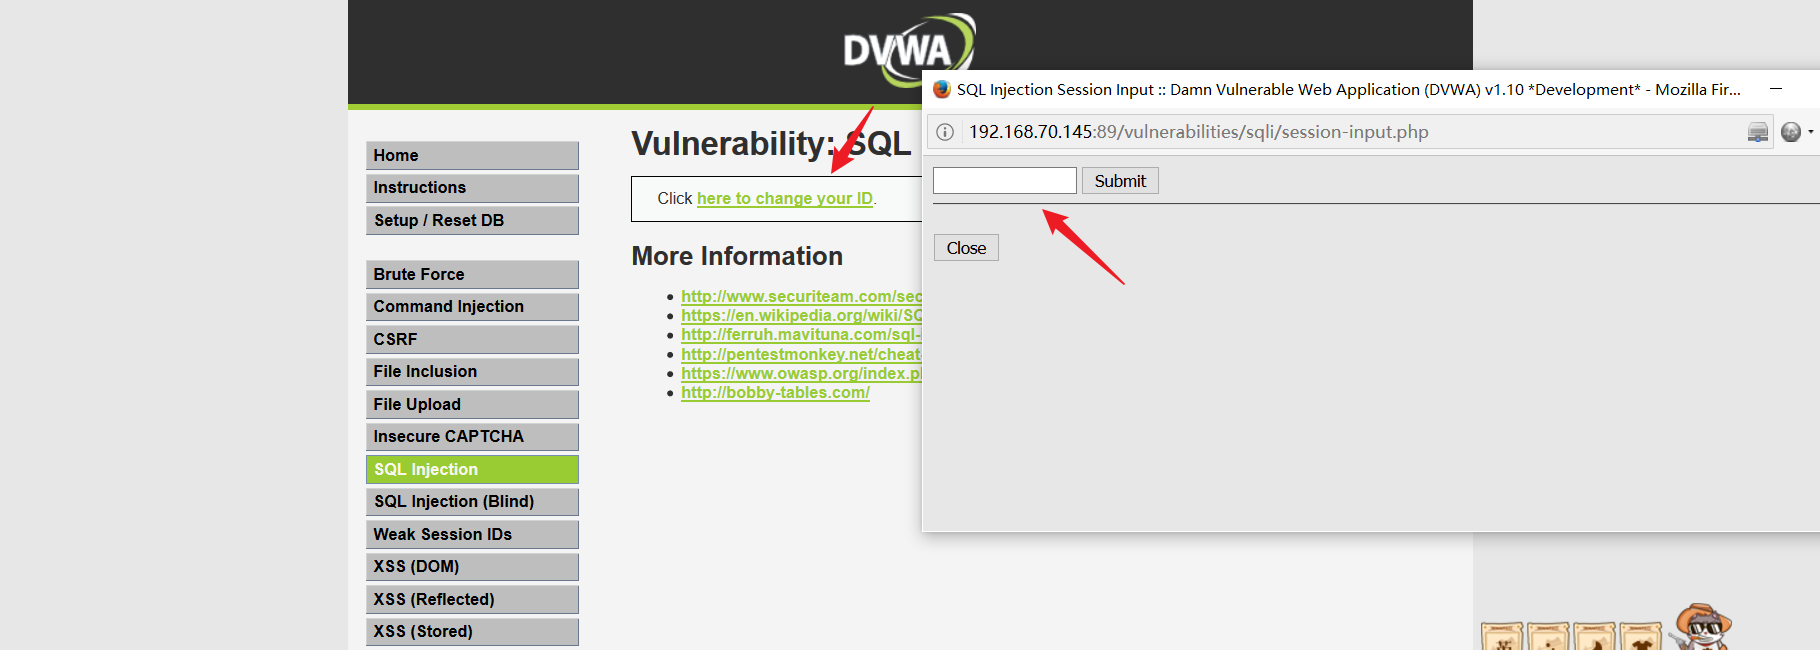 DVWA
SQL Injection Session Input :: Damn Vulnerable Web Application (DVWA) v1.10 *Development* - Mozilla Fir...
192.168.70.145:89/vulnerabilities/sqli/session-input.php
Submit
Close
Home
Instructions
Setup / Reset DB
Brute Force
Command Injection
CSRF
File Inclusion
File Upload
Insecure CAPTCHA
SQL Injection
SQL Injection (Blind)
Weak Session IDs
XSS (DOM)
XSS (Reflected)
XSS (Stored)
Vulnerability: SQL
Click here to change your ID.
More Information
http://www.securiteam.com/sec
https://en.wikipedia.org/wiki/SQ
http://ferruh.mavituna.com/sql-
http://pentestmonkey.net/cheat
https://www.owasp.org/index.p
http://bobby-tables.com/